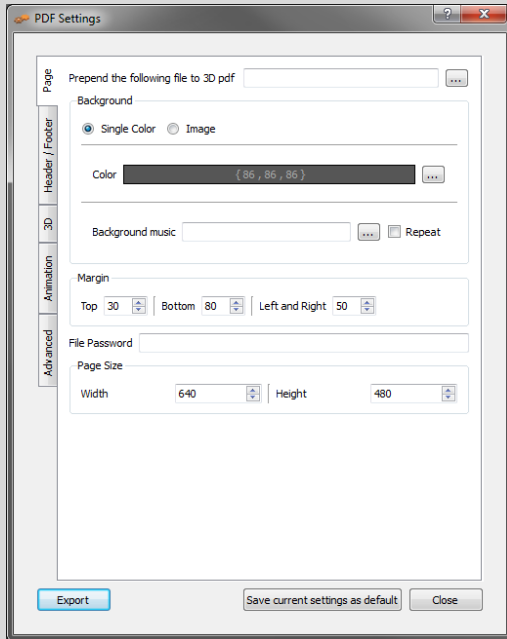 PDF Settings
?
X
Page
Header / Footer
3D
Animation
Advanced
Prepend the following file to 3D pdf ...
Background
Single Color Image
Color { 86 , 86 , 86 } ...
Background music ... Repeat
Margin
Top 30 Bottom 80 Left and Right 50
File Password
Page Size
Width 640 Height 480
Export Save current settings as default Close